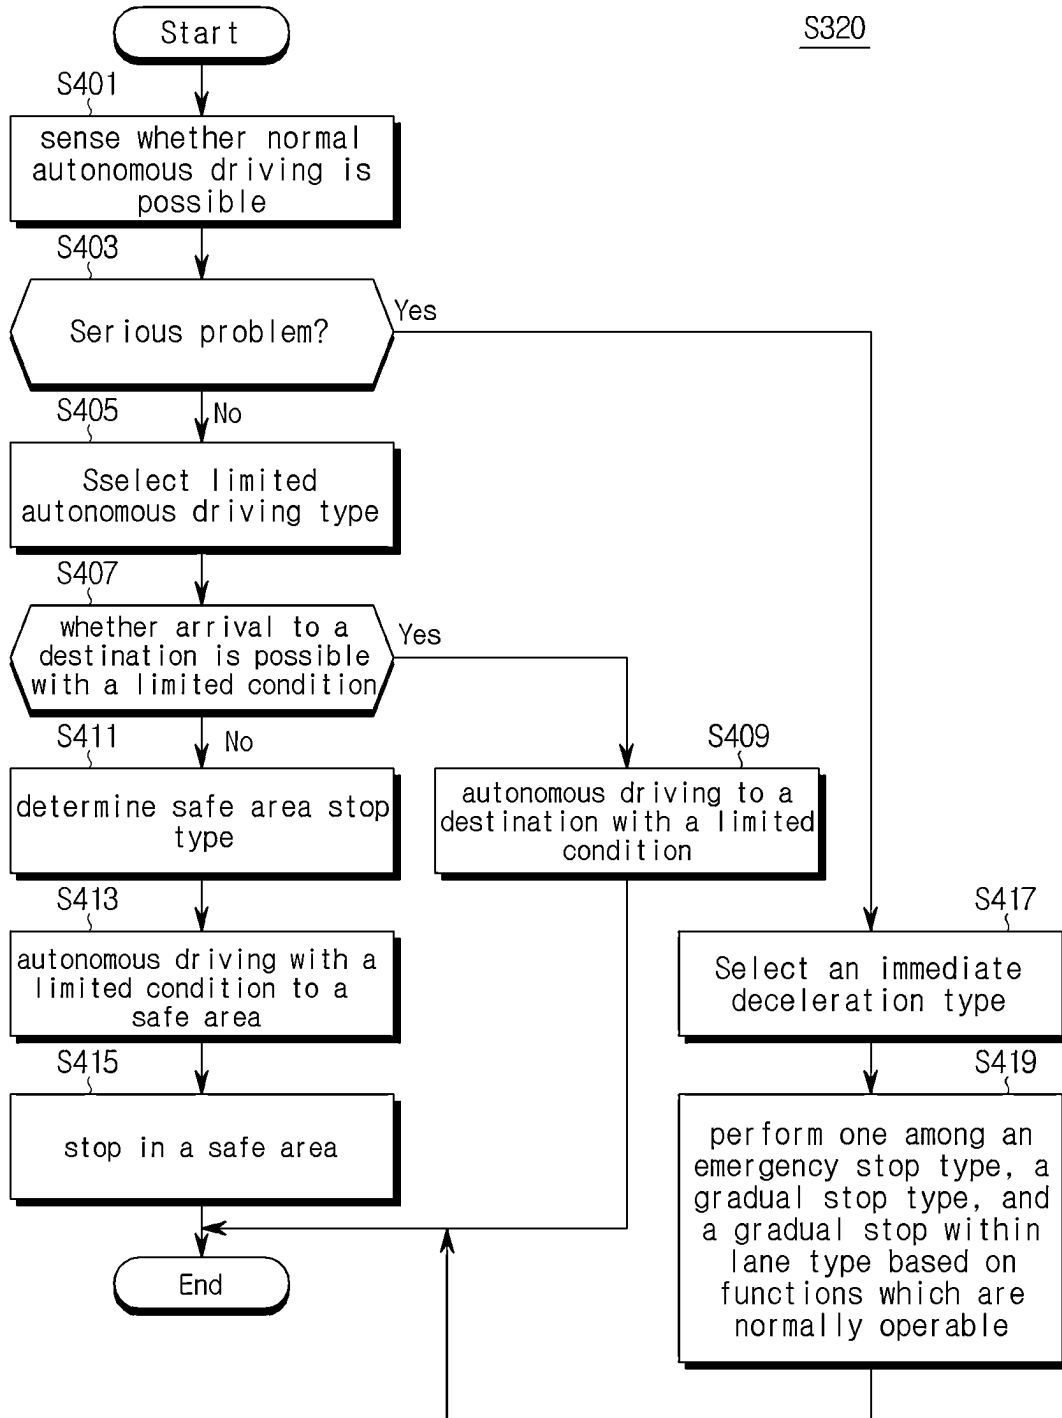 Start
S320
S401
sense whether normal
autonomous driving is
possible
S403
Serious problem?
Yes
No
S405
Sselect limited
autonomous driving type
S407
whether arrival to a
destination is possible
with a limited condition
Yes
No
S411
determine safe area stop
type
S409
autonomous driving to a
destination with a limited
condition
S413
autonomous driving with a
limited condition to a
safe area
S417
Select an immediate
deceleration type
S415
stop in a safe area
S419
perform one among an
emergency stop type, a
gradual stop type, and
a gradual stop within
lane type based on
functions which are
normally operable
End